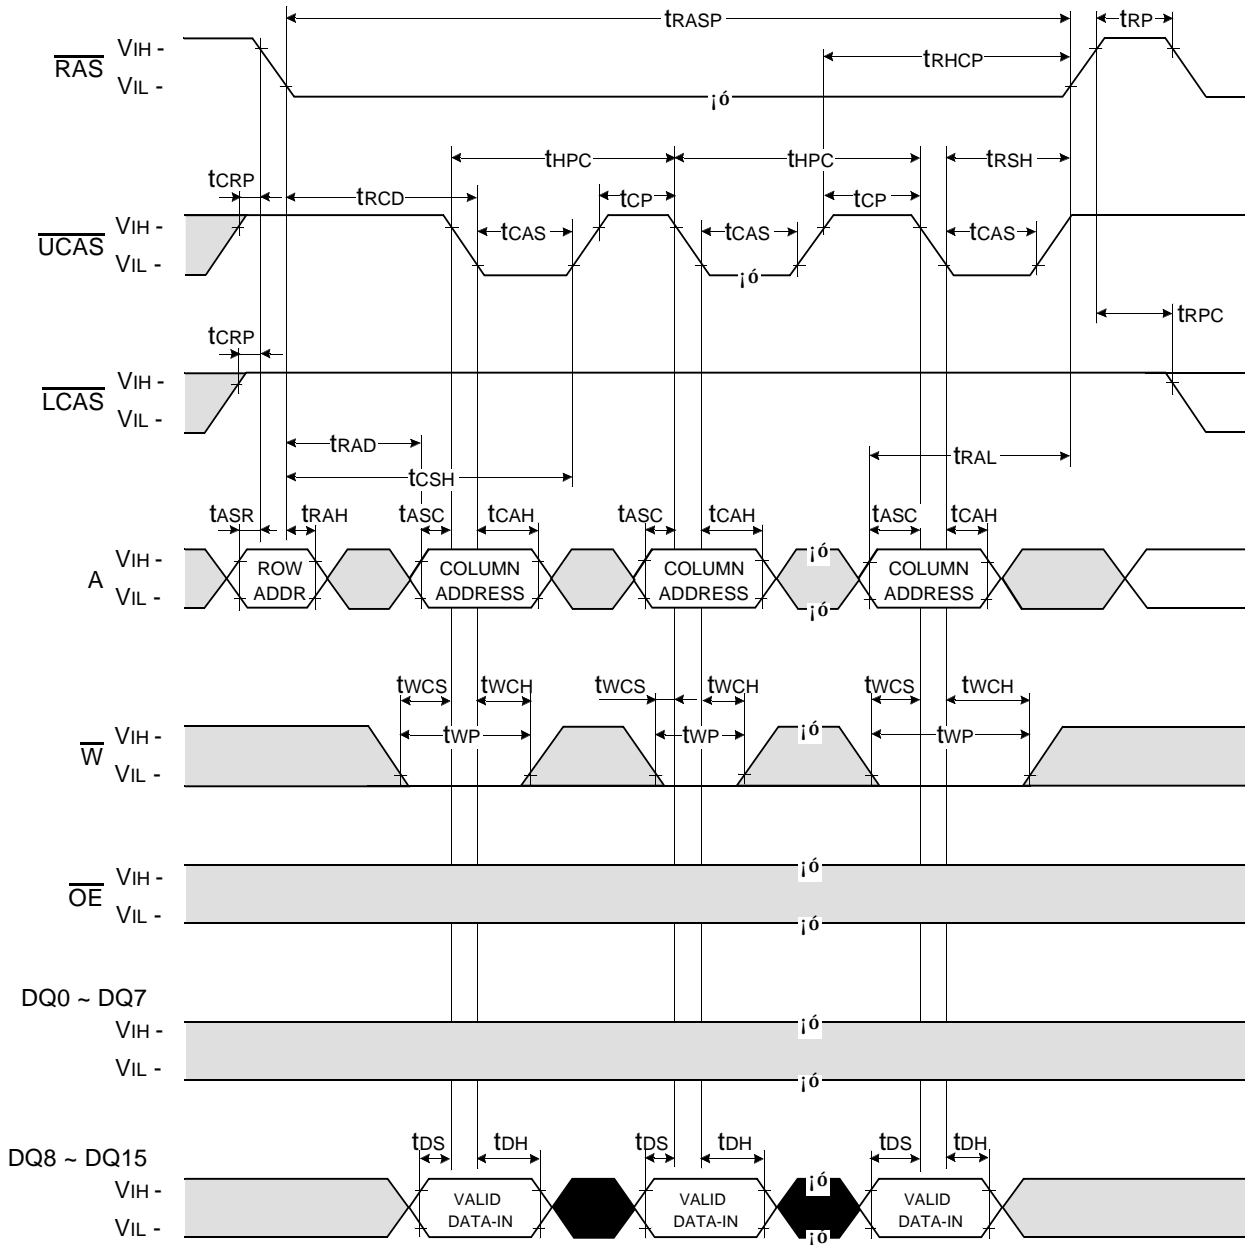 tRASP tRP
RAS VIH - tRHCP
VIL - ¡ó
tHPC tHPC tRSH
tCRP tRCD tCP tCP
UCAS VIH - tCAS tCAS tCAS
VIL - ¡ó
tCRP tRPC
LCAS VIH -
VIL -
tRAD tRAL
tCSH
tASR tRAH tASC tCAH tASC tCAH tASC tCAH
A VIH - ROW COLUMN COLUMN ¡ó COLUMN
VIL - ADDR ADDRESS ADDRESS ¡ó ADDRESS
tWCS tWCH tWCS tWCH tWCS tWCH
W VIH - tWP tWP ¡ó tWP
VIL -
OE VIH - ¡ó
VIL - ¡ó
DQ0 ~ DQ7
VIH - ¡ó
VIL - ¡ó
tDS tDH tDS tDH tDS tDH
DQ8 ~ DQ15
VIH - VALID VALID ¡ó VALID
VIL - DATA-IN DATA-IN ¡ó DATA-IN